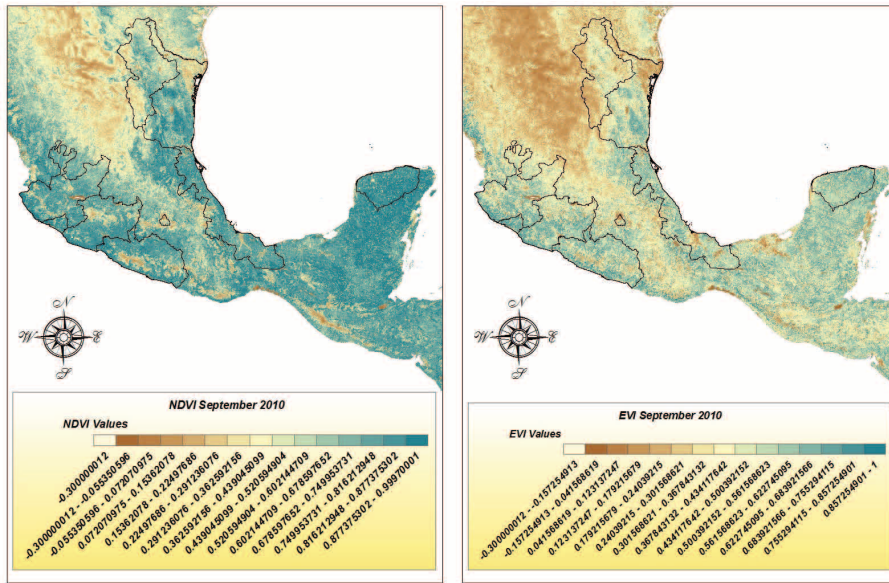 N
W
E
S
NDVI September 2010
NDVI Values
-0.300000012
-0.300000012 - -0.055350596
-0.055350596 - 0.072070975
0.072070975 - 0.15362078
0.15362078 - 0.22497686
0.22497686 - 0.291236076
0.291236076 - 0.362592156
0.362592156 - 0.439045099
0.439045099 - 0.520594904
0.520594904 - 0.602144709
0.602144709 - 0.678597652
0.678597652 - 0.749953731
0.749953731 - 0.816212948
0.816212948 - 0.877375302
0.877375302 - 0.99970001
N
W
E
S
EVI September 2010
EVI Values
-0.300000012 - -0.157254913
-0.157254913 - 0.041568619
0.041568619 - 0.123137247
0.123137247 - 0.179215679
0.179215679 - 0.24039215
0.24039215 - 0.301568621
0.301568621 - 0.367843132
0.367843132 - 0.434117642
0.434117642 - 0.500392152
0.500392152 - 0.561568623
0.561568623 - 0.622745095
0.622745095 - 0.683921566
0.683921566 - 0.755294115
0.755294115 - 0.857254901
0.857254901 - 1